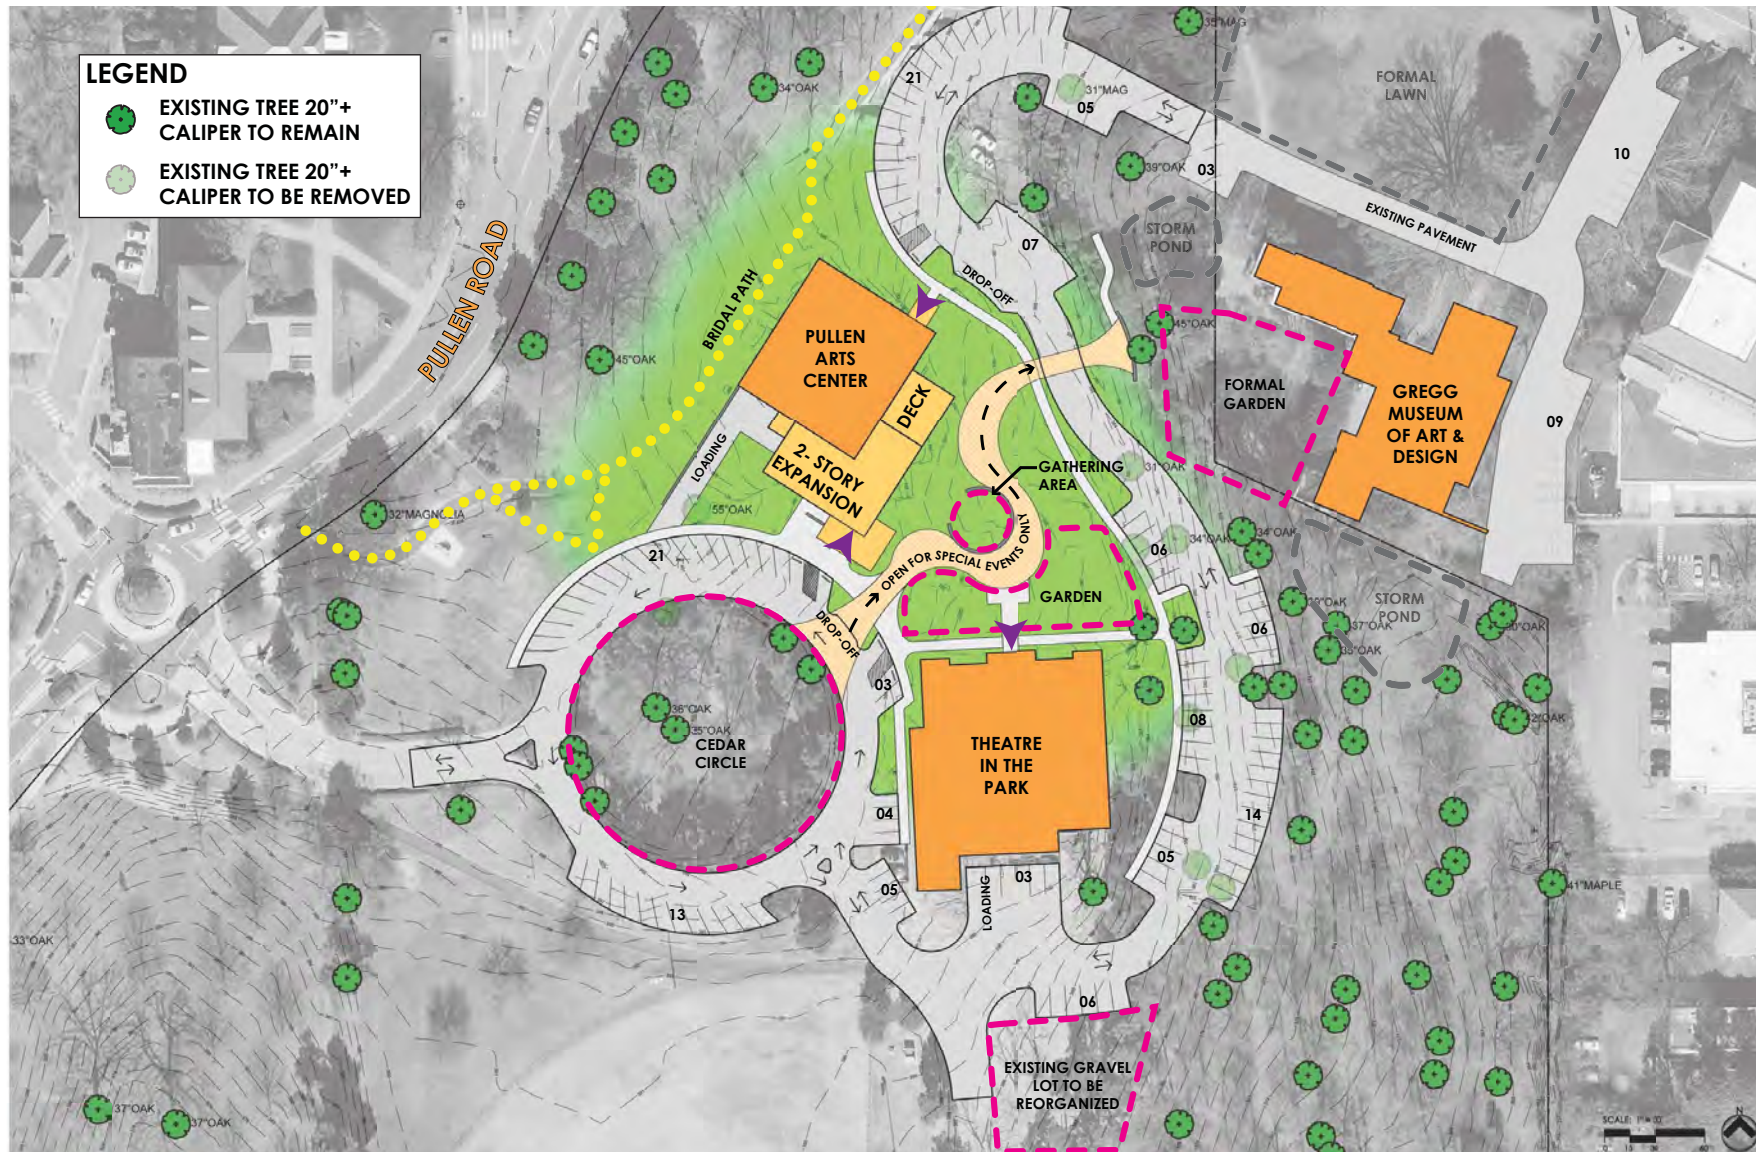 LEGEND
EXISTING TREE 20"+
CALIPER TO REMAIN
EXISTING TREE 20"+
CALIPER TO BE REMOVED
PULLEN ROAD
34"OAK
21
35"MAG
31"MAG
05
FORMAL
LAWN
10
39"OAK
03
EXISTING PAVEMENT
STORM
POND
07
DROP-OFF
BRIDAL PATH
45"OAK
PULLEN
ARTS
CENTER
DECK
2- STORY
EXPANSION
LOADING
55"OAK
45"OAK
FORMAL
GARDEN
GREGG
MUSEUM
OF ART &
DESIGN
09
GATHERING
AREA
31"OAK
32"MAGNOLIA
34"OAK
34"OAK
06
21
OPEN FOR SPECIAL EVENTS ONLY
GARDEN
DROP-OFF
STORM
POND
37"OAK
35"OAK
06
03
36"OAK
35"OAK
CEDAR
CIRCLE
THEATRE
IN THE
PARK
08
42"OAK
04
14
05
05
LOADING
03
13
41"MAPLE
33"OAK
06
EXISTING GRAVEL
LOT TO BE
REORGANIZED
37"OAK
37"OAK
N